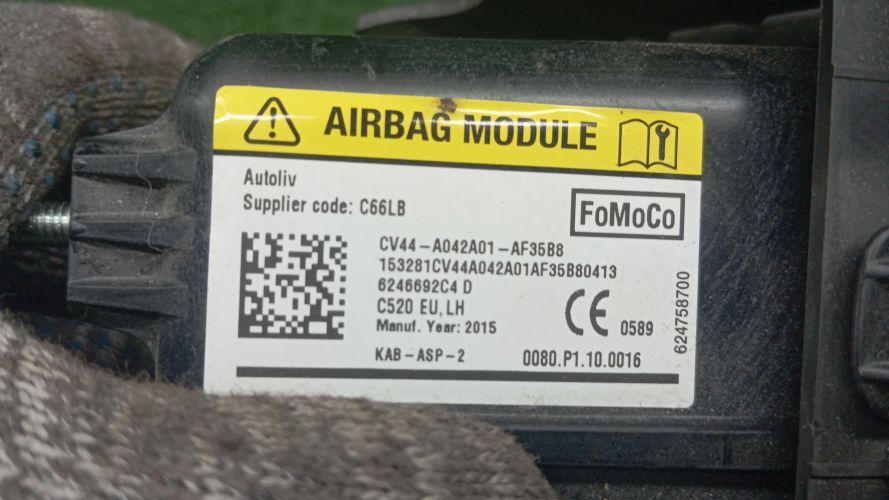 AIRBAG MODULE
Autoliv
Supplier code: C66LB
FoMoCo
CV44-A042A01-AF35B8
153281CV44A042A01AF35B80413
6246692C4 D
C520 EU, LH
Manuf. Year: 2015
CE 0589
KAB-ASP-2
0080.P1.10.0016
624758700